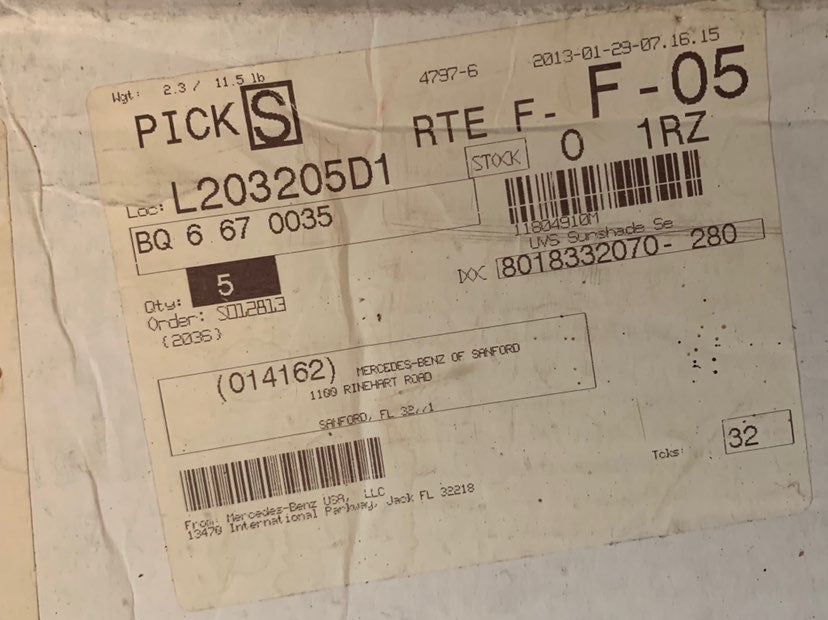 Wgt: 2.3 / 11.5 lb 4797-6 2013-01-29-07.16.15
PICK S RTE F- F-05
STOCK 0 1RZ
Loc: L203205D1
BQ 6 67 0035
11804910M
UVS Sunshade Se
IXC 8018332070- 280
Qty: 5
Order: S012813
(2036)
(014162) MERCEDES-BENZ OF SANFORD
1100 RINEHART ROAD
SANFORD, FL
Tcks: 32
From: Mercedes-Benz USA, LLC
13470 International Parkway, Jack FL 32218